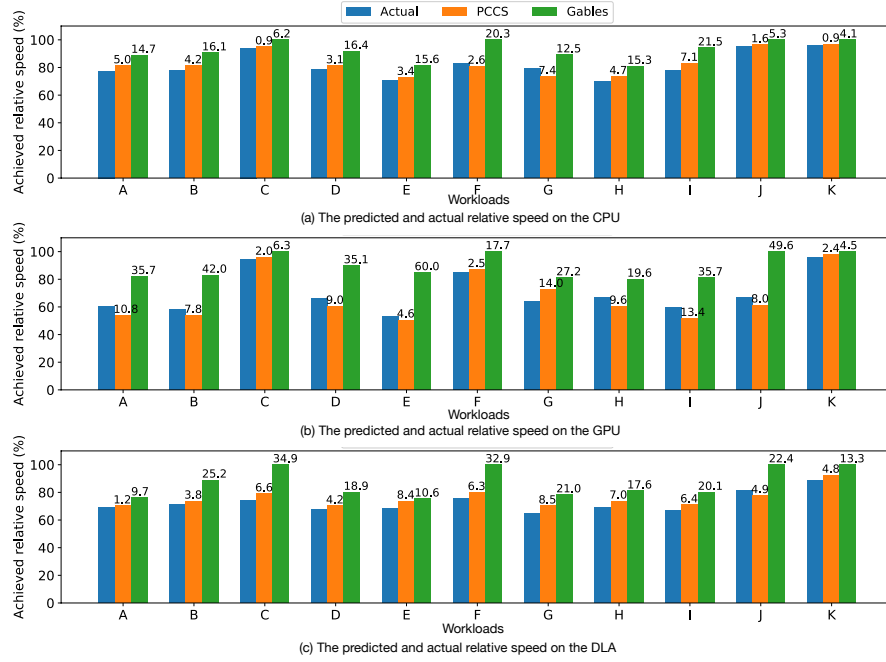 Actual PCCS Gables
Achieved relative speed (%)
100
80
60
40
20
0
5.0 14.7 4.2 16.1 0.9 6.2 3.1 16.4 3.4 15.6 2.6 20.3 7.4 12.5 4.7 15.3 7.1 21.5 1.6 5.3 0.9 4.1
A B C D E F G H I J K
Workloads
(a) The predicted and actual relative speed on the CPU
Achieved relative speed (%)
100
80
60
40
20
0
10.8 35.7 7.8 42.0 2.0 6.3 9.0 35.1 4.6 60.0 2.5 17.7 14.0 27.2 9.6 19.6 13.4 35.7 8.0 49.6 2.4 4.5
A B C D E F G H I J K
Workloads
(b) The predicted and actual relative speed on the GPU
Achieved relative speed (%)
100
80
60
40
20
0
1.2 9.7 3.8 25.2 6.6 34.9 4.2 18.9 8.4 10.6 6.3 32.9 8.5 21.0 7.0 17.6 6.4 20.1 4.9 22.4 4.8 13.3
A B C D E F G H I J K
Workloads
(c) The predicted and actual relative speed on the DLA